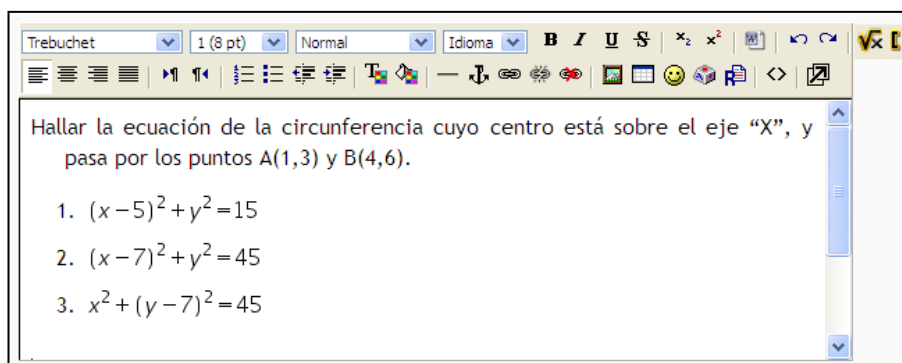 Trebuchet 1 (8 pt) Normal Idioma B I U S x₂ x²
Hallar la ecuación de la circunferencia cuyo centro está sobre el eje “X”, y
pasa por los puntos A(1,3) y B(4,6).
1. (x−5)²+y²=15
2. (x−7)²+y²=45
3. x²+(y−7)²=45